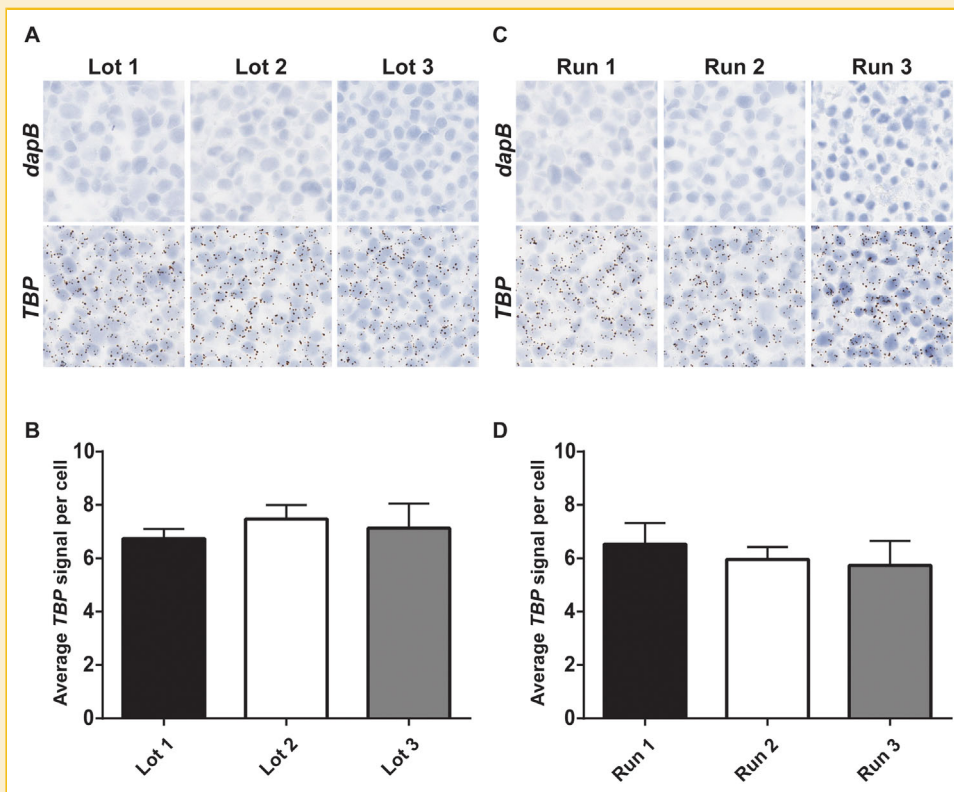 A
Lot 1 Lot 2 Lot 3
dapB
TBP
C
Run 1 Run 2 Run 3
dapB
TBP
B
Average TBP signal per cell
10
8
6
4
2
0
Lot 1 Lot 2 Lot 3
D
Average TBP signal per cell
10
8
6
4
2
0
Run 1 Run 2 Run 3